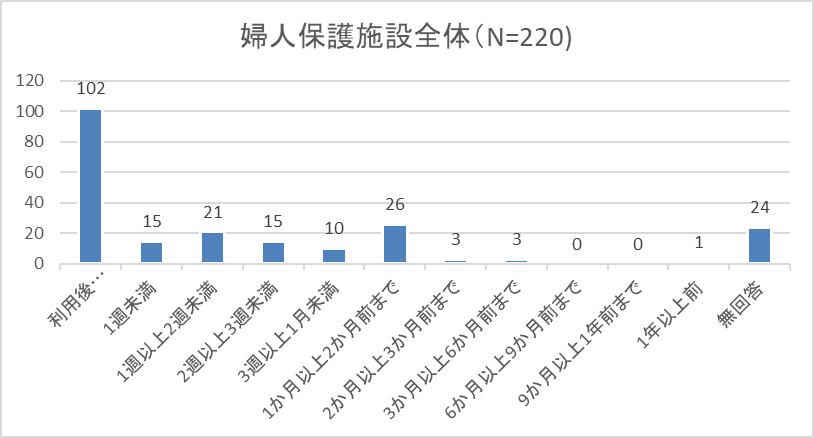 婦人保護施設全体（N=220)
120
100
80
60
40
20
0
102
15
21
15
10
26
3
3
0
0
1
24
利用後…
1週未満
1週以上2週未満
2週以上3週未満
3週以上1月未満
1か月以上2か月前まで
2か月以上3か月前まで
3か月以上6か月前まで
6か月以上9か月前まで
9か月以上1年前まで
1年以上前
無回答